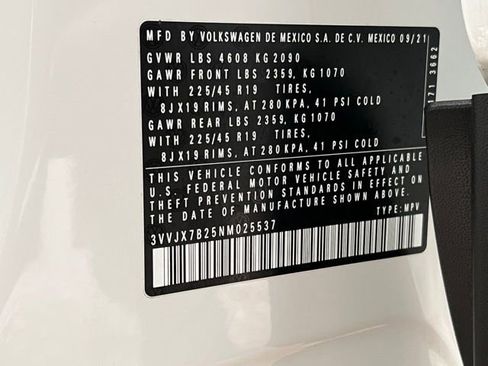 MFD. BY VOLKSWAGEN DE MEXICO S.A. DE C.V. MEXICO 09/21
GVWR LBS 4608 KG 2090
GAWR FRONT LBS 2359, KG 1070
WITH 225/45 R19 TIRES,
8JX19 RIMS, AT 280 KPA, 41 PSI COLD
GAWR REAR LBS 2359, KG 1070
WITH 225/45 R19 TIRES,
8JX19 RIMS, AT 280 KPA, 41 PSI COLD
THIS VEHICLE CONFORMS TO ALL APPLICABLE
U.S. FEDERAL MOTOR VEHICLE SAFETY AND
THEFT PREVENTION STANDARDS IN EFFECT ON
THE DATE OF MANUFACTURE SHOWN ABOVE.
3VVJX7B25NM025537 TYPE: MPV
171 3662